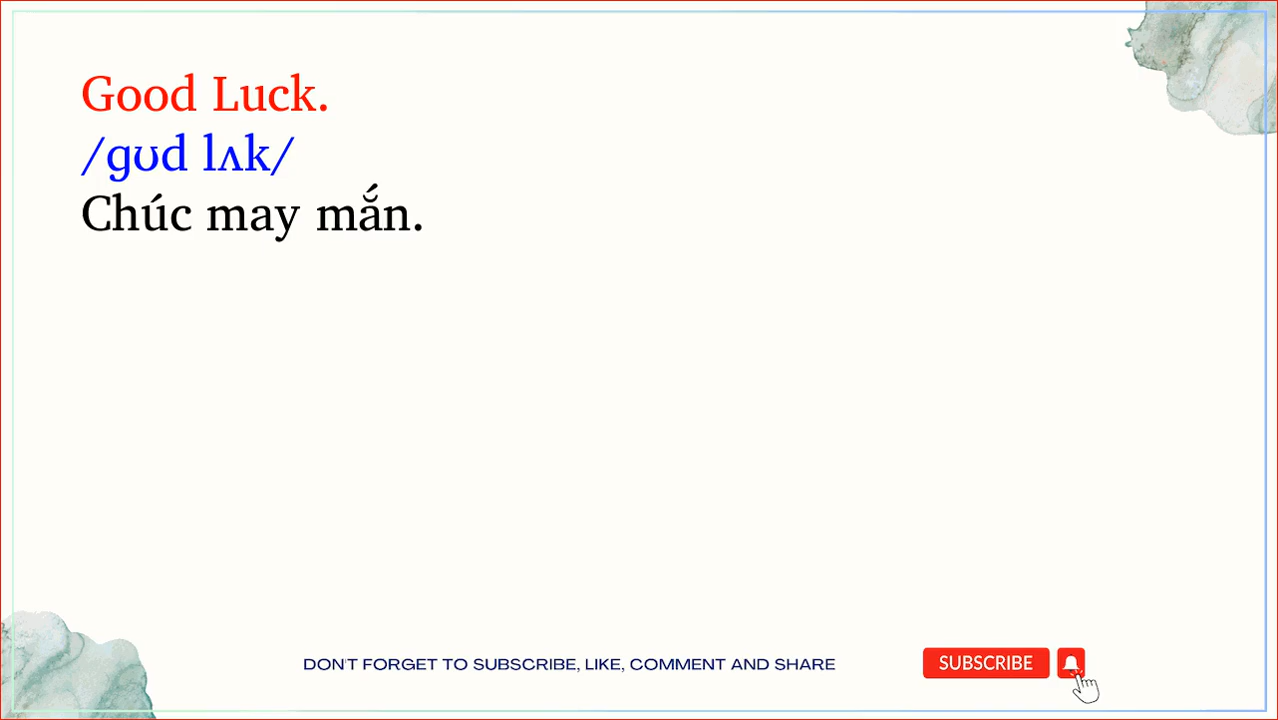 Good Luck.
/ɡʊd lʌk/
Chúc may mắn.
DON'T FORGET TO SUBSCRIBE, LIKE, COMMENT AND SHARE
SUBSCRIBE